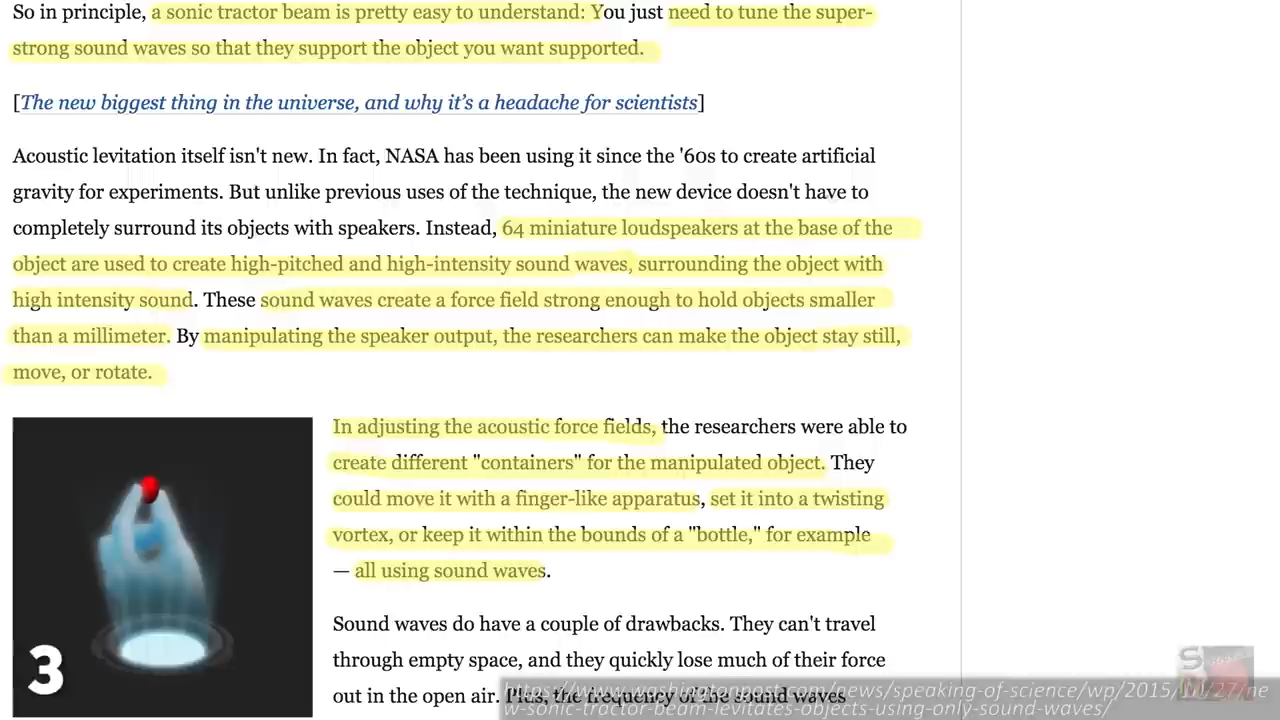 So in principle, a sonic tractor beam is pretty easy to understand: You just need to tune the super-
strong sound waves so that they support the object you want supported.
[The new biggest thing in the universe, and why it’s a headache for scientists]
Acoustic levitation itself isn't new. In fact, NASA has been using it since the '60s to create artificial
gravity for experiments. But unlike previous uses of the technique, the new device doesn't have to
completely surround its objects with speakers. Instead, 64 miniature loudspeakers at the base of the
object are used to create high-pitched and high-intensity sound waves, surrounding the object with
high intensity sound. These sound waves create a force field strong enough to hold objects smaller
than a millimeter. By manipulating the speaker output, the researchers can make the object stay still,
move, or rotate.
In adjusting the acoustic force fields, the researchers were able to
create different "containers" for the manipulated object. They
could move it with a finger-like apparatus, set it into a twisting
vortex, or keep it within the bounds of a "bottle," for example
— all using sound waves.
Sound waves do have a couple of drawbacks. They can't travel
through empty space, and they quickly lose much of their force
out in the open air. the frequency of the sound waves
3
https://www.washingtonpost.com/news/speaking-of-science/wp/2015/10/27/ne
w-sonic-tractor-beam-levitates-objects-using-only-sound-waves/